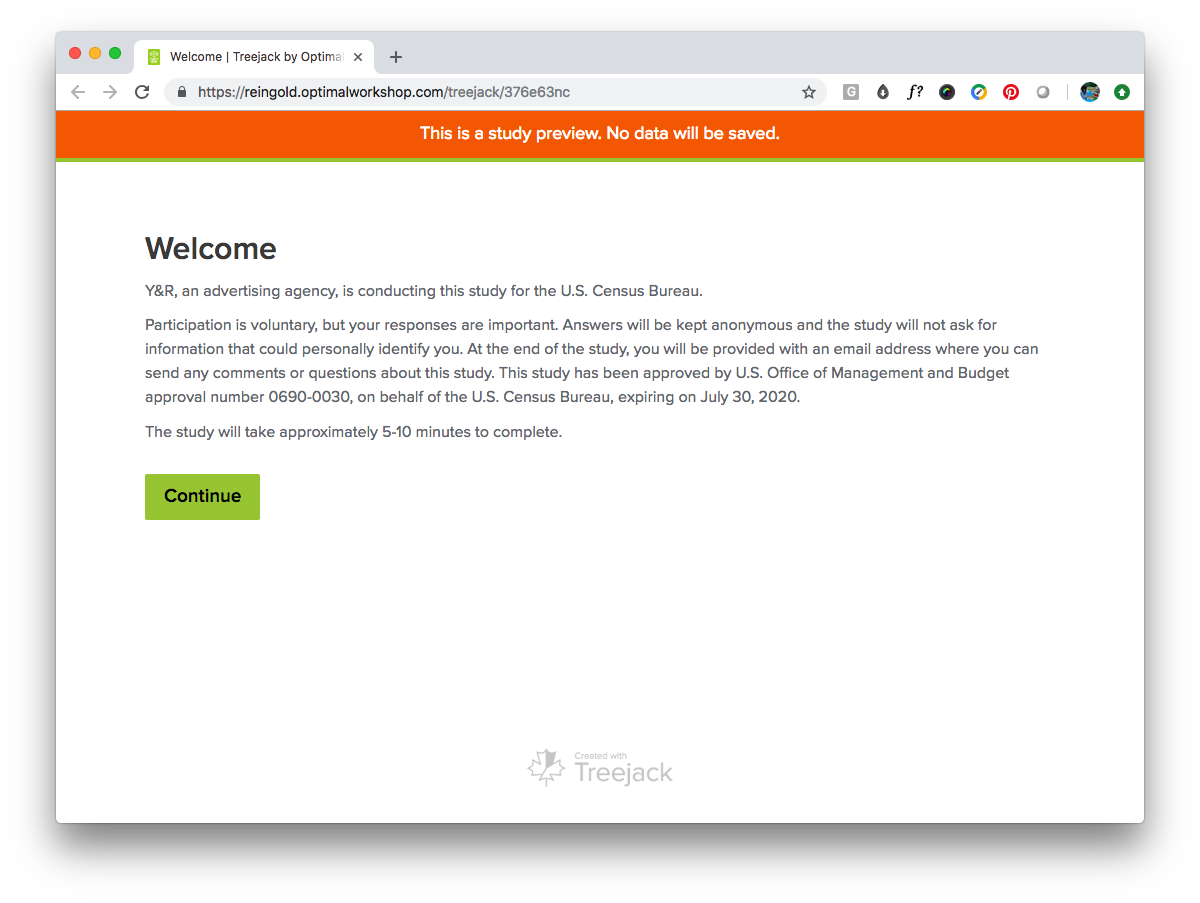 Welcome | Treejack by Optimal
https://reingold.optimalworkshop.com/treejack/376e63nc
G
f?
This is a study preview. No data will be saved.
Welcome
Y&R, an advertising agency, is conducting this study for the U.S. Census Bureau.
Participation is voluntary, but your responses are important. Answers will be kept anonymous and the study will not ask for
information that could personally identify you. At the end of the study, you will be provided with an email address where you can
send any comments or questions about this study. This study has been approved by U.S. Office of Management and Budget
approval number 0690-0030, on behalf of the U.S. Census Bureau, expiring on July 30, 2020.
The study will take approximately 5-10 minutes to complete.
Continue
Created with
Treejack